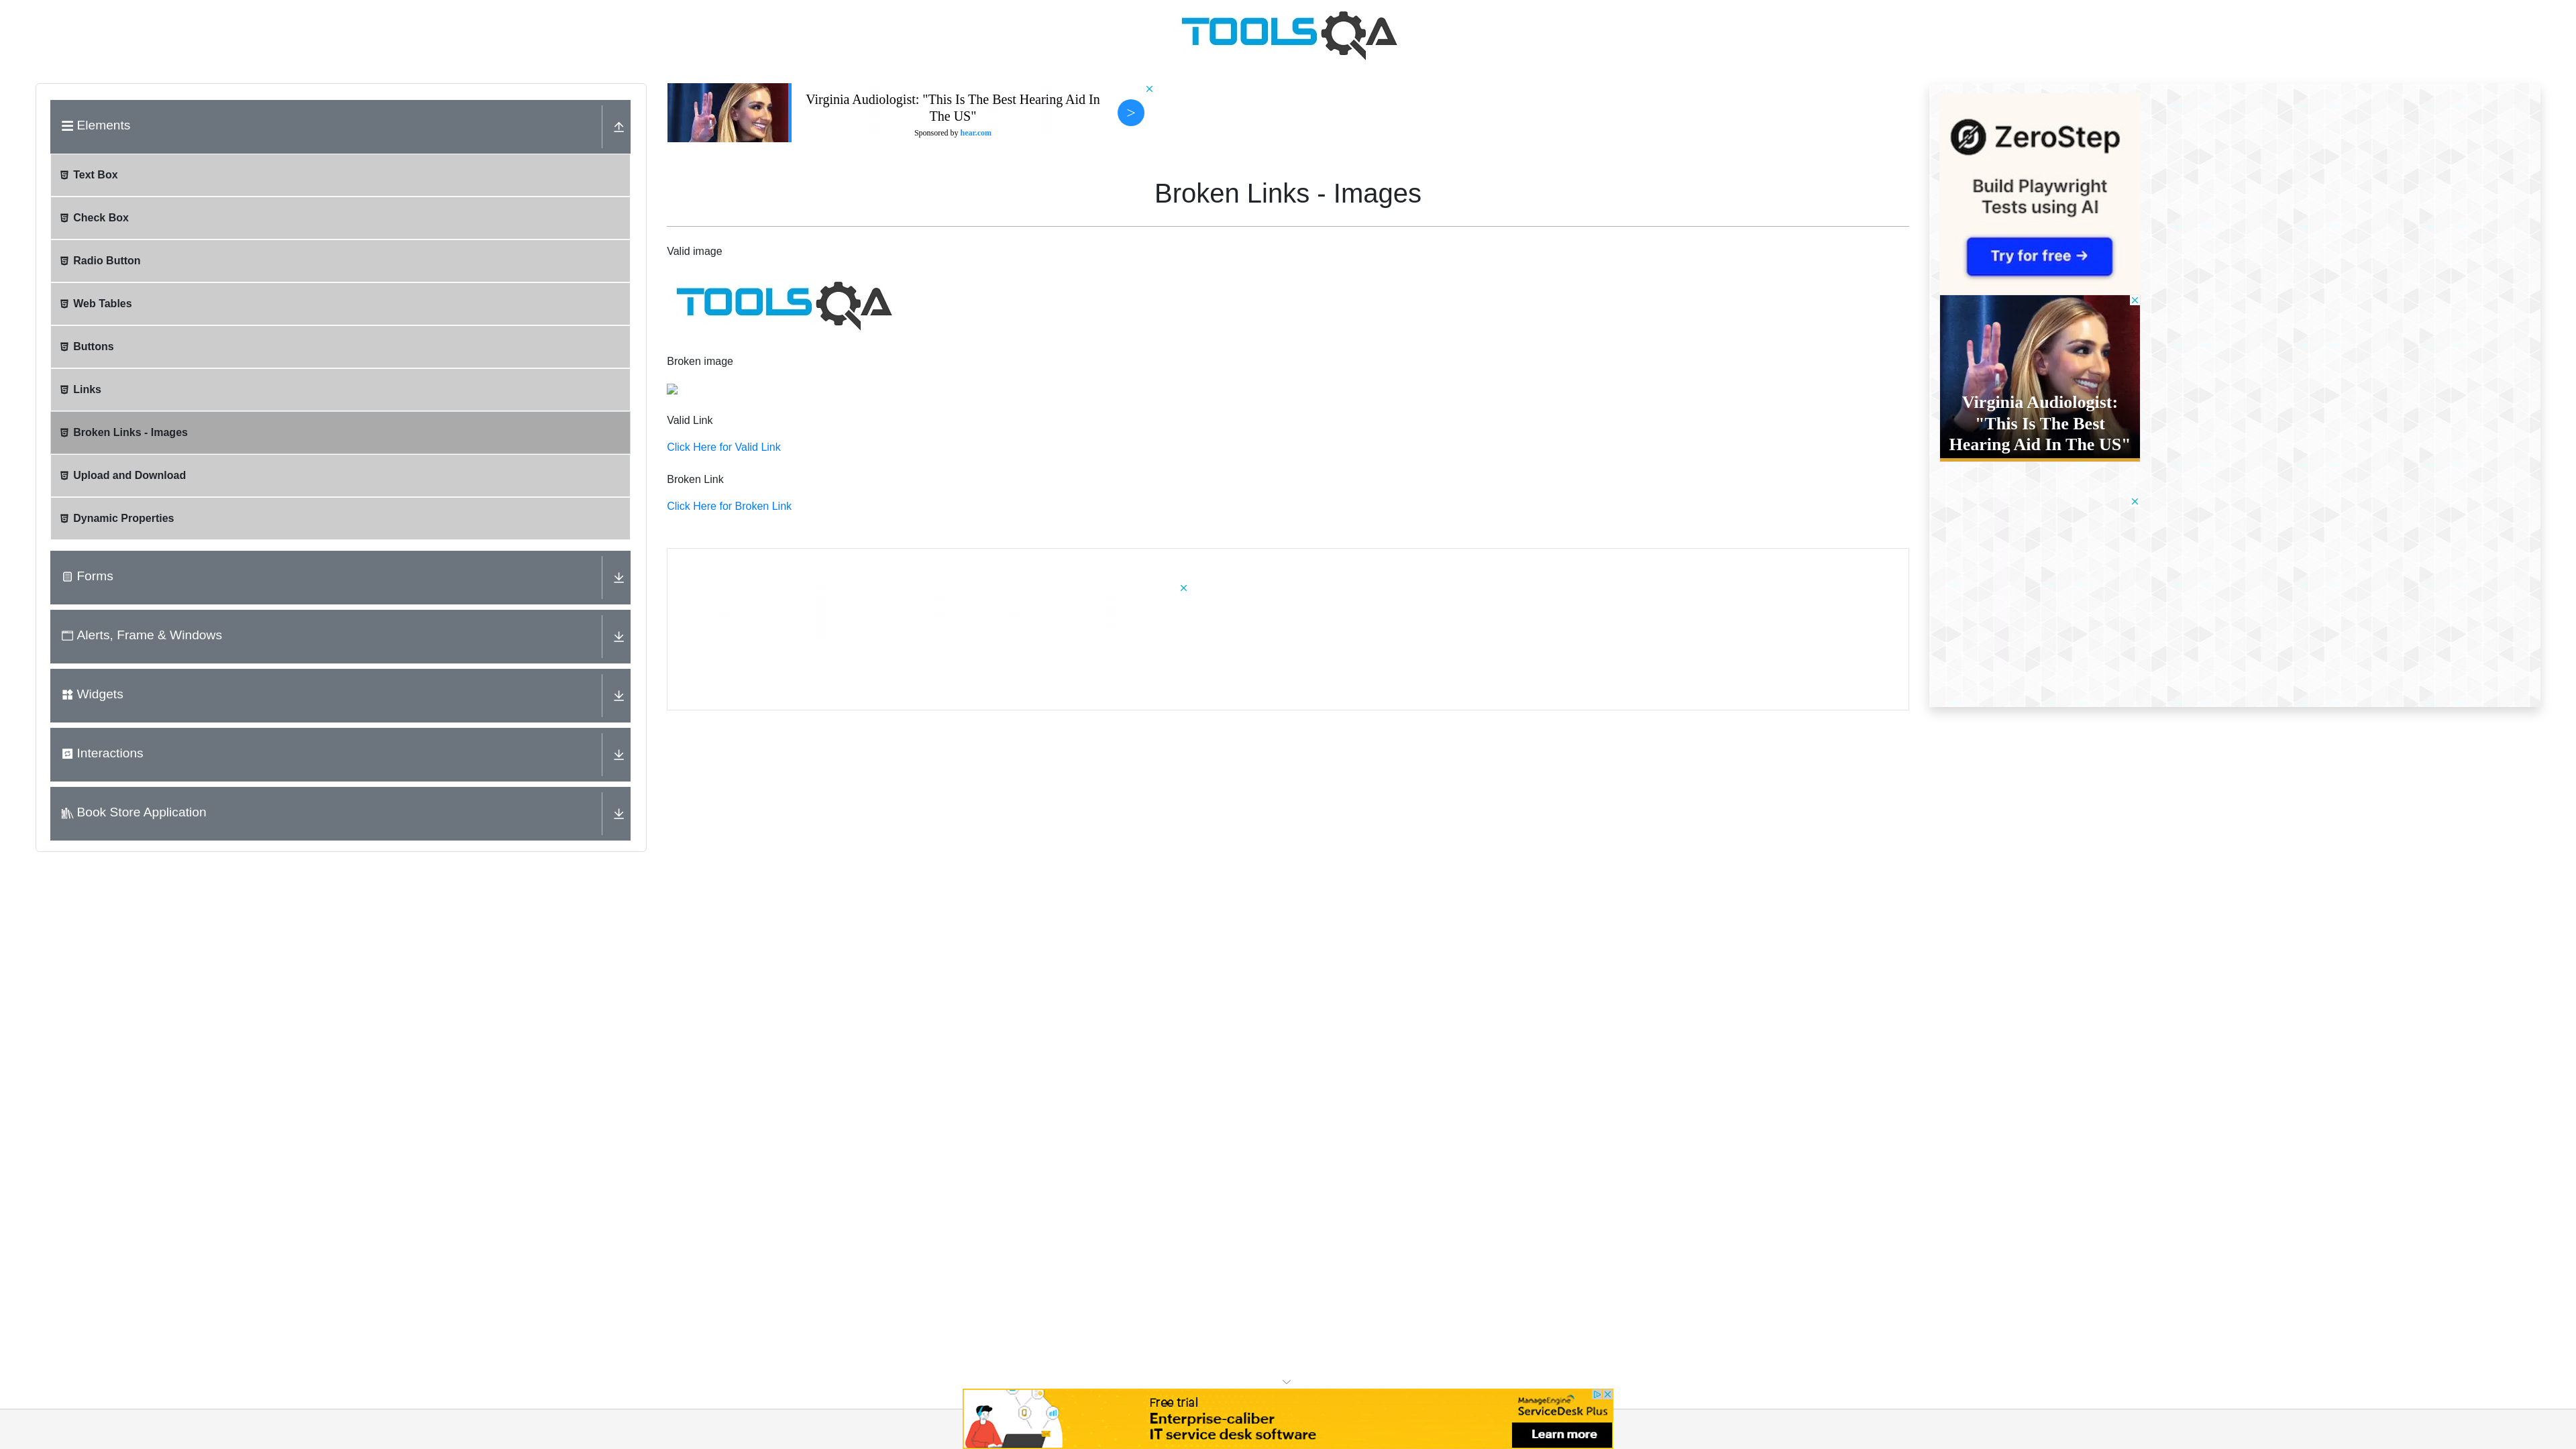 TOOLSQA
Elements
Text Box
Check Box
Radio Button
Web Tables
Buttons
Links
Broken Links - Images
Upload and Download
Dynamic Properties
Forms
Alerts, Frame & Windows
Widgets
Interactions
Book Store Application
Virginia Audiologist: "This Is The Best Hearing Aid In
The US"
Sponsored by hear.com
>
Broken Links - Images
Valid image
TOOLSQA
Broken image
Valid Link
Click Here for Valid Link
Broken Link
Click Here for Broken Link
ZeroStep
Build Playwright
Tests using AI
Try for free →
Virginia Audiologist:
"This Is The Best
Hearing Aid In The US"
Free trial
Enterprise-caliber
IT service desk software
ManageEngine
ServiceDesk Plus
Learn more